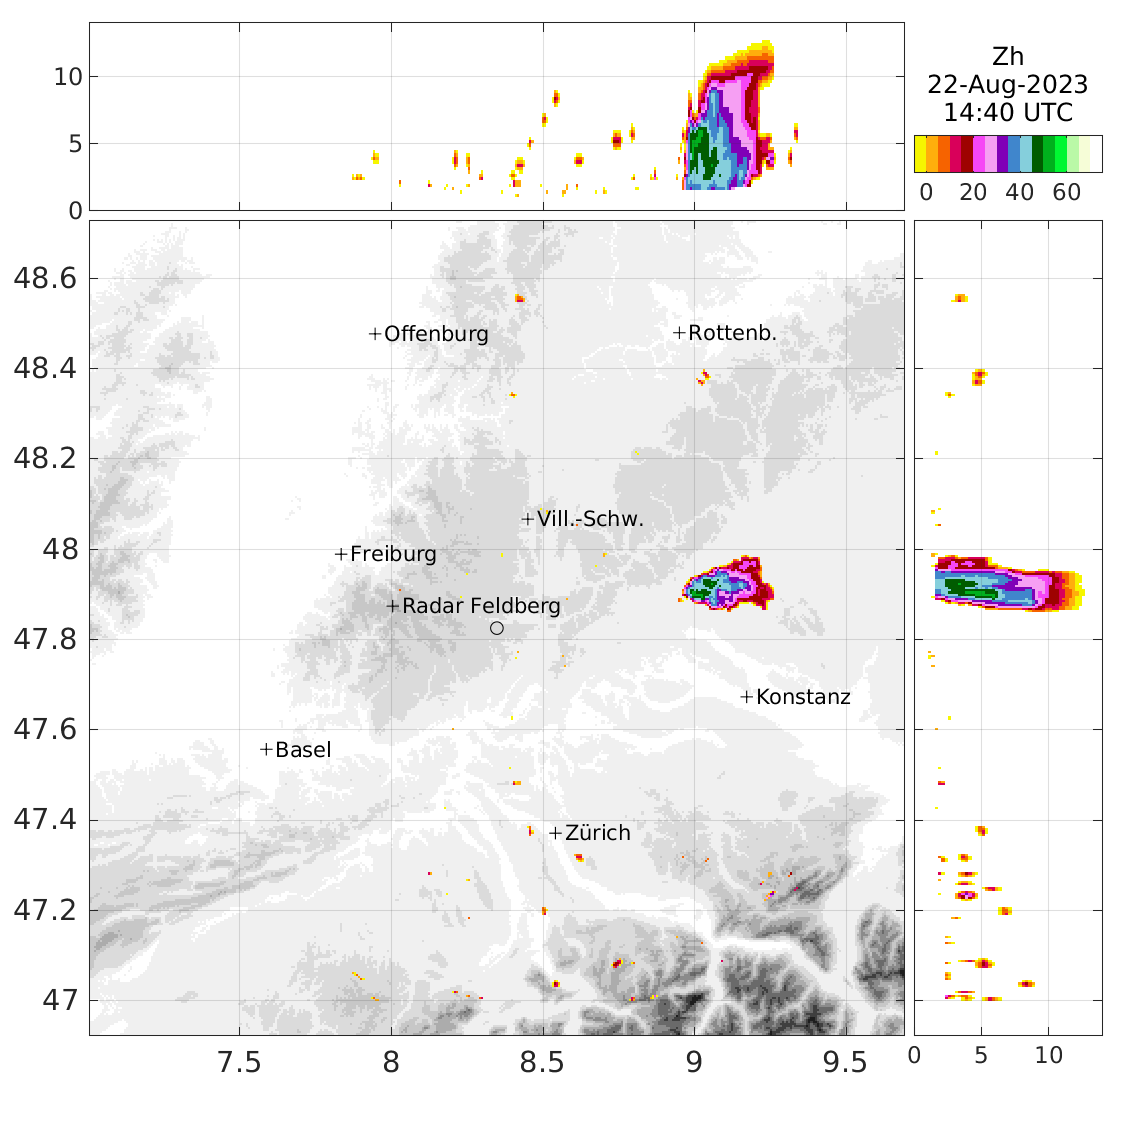 10
5
0
Zh
22-Aug-2023
14:40 UTC
0 20 40 60
48.6
48.4
48.2
48
47.8
47.6
47.4
47.2
47
Offenburg
Rottenb.
Vill.-Schw.
Freiburg
Radar Feldberg
Konstanz
Basel
Zürich
7.5 8 8.5 9 9.5
0 5 10